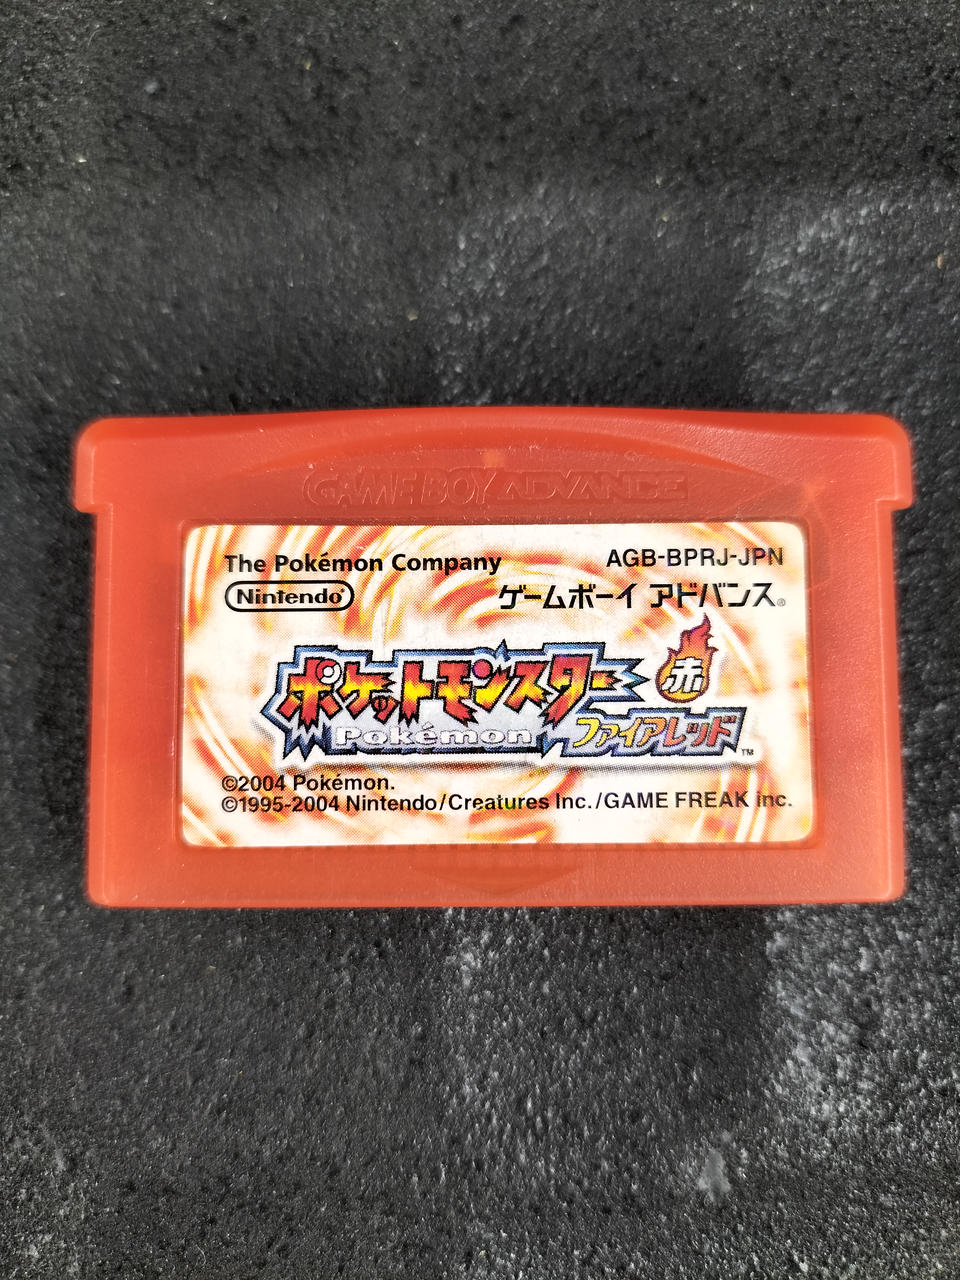 GAME BOY ADVANCE
The Pokémon Company AGB-BPRJ-JPN
Nintendo® ゲームボーイ アドバンス®
ポケットモンスター 赤
Pokémon ファイアレッド™
©2004 Pokémon.
©1995-2004 Nintendo/Creatures Inc./GAME FREAK inc.